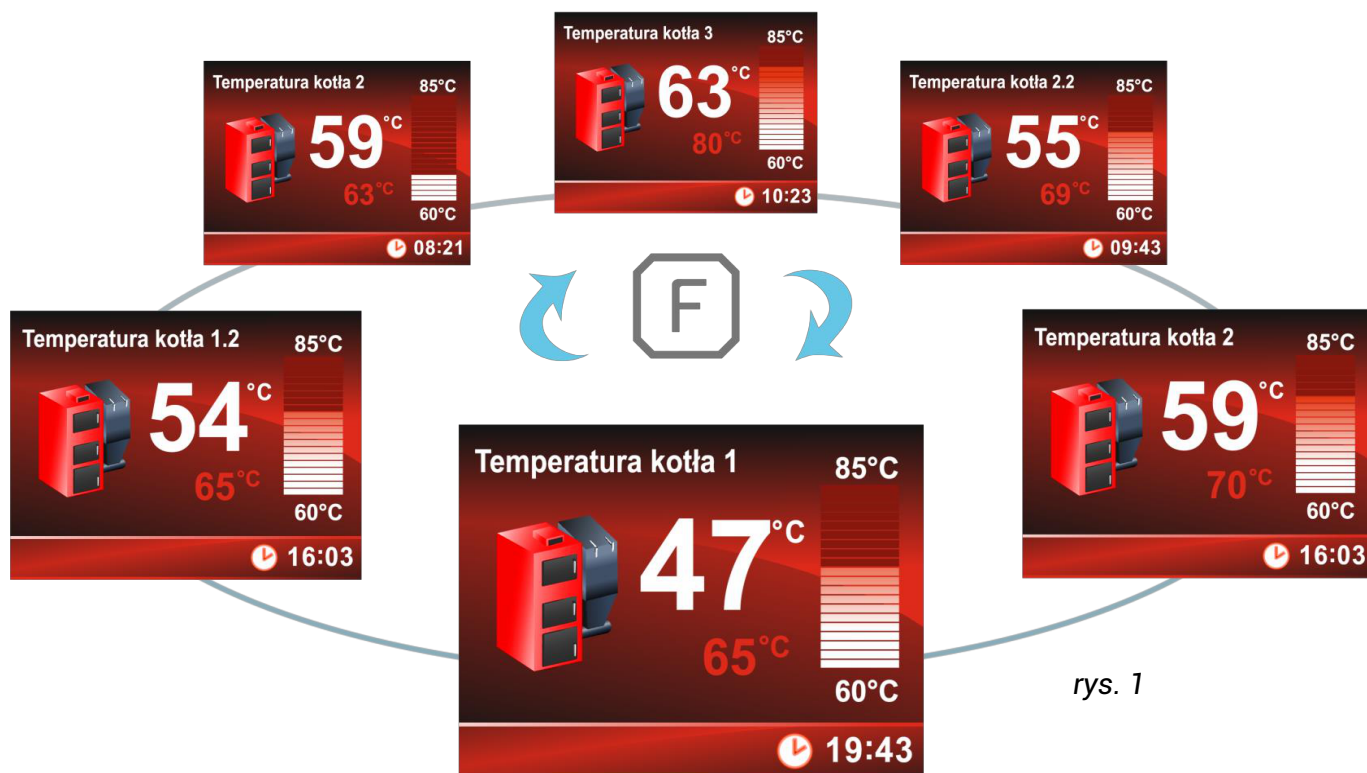 Temperatura kotła 3
85°C
63°C
80°C
60°C
10:23
Temperatura kotła 2
85°C
59°C
63°C
60°C
08:21
Temperatura kotła 2.2
85°C
55°C
69°C
60°C
09:43
F
Temperatura kotła 1.2
85°C
54°C
65°C
60°C
16:03
Temperatura kotła 2
85°C
59°C
70°C
60°C
16:03
Temperatura kotła 1
85°C
47°C
65°C
60°C
19:43
rys. 1